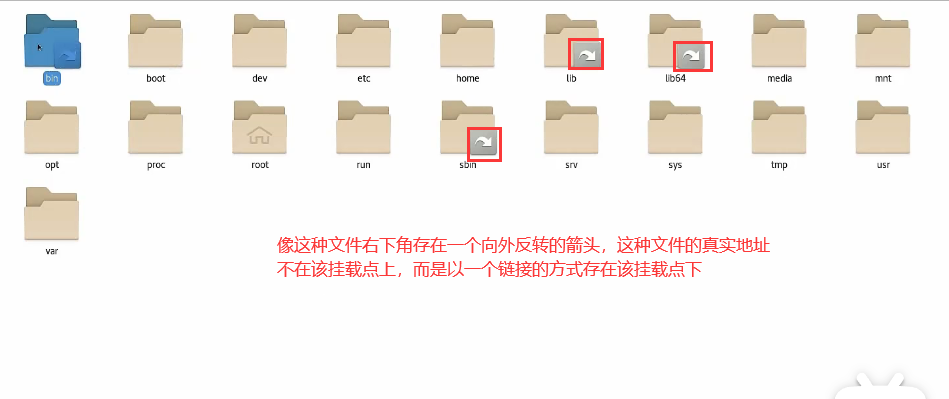 bin boot dev etc home lib lib64 media mnt
opt proc root run sbin srv sys tmp usr
var
像这种文件右下角存在一个向外反转的箭头，这种文件的真实地址
不在该挂载点上，而是以一个链接的方式存在该挂载点下